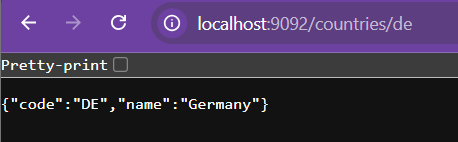 localhost:9092/countries/de
Pretty-print
{"code":"DE","name":"Germany"}